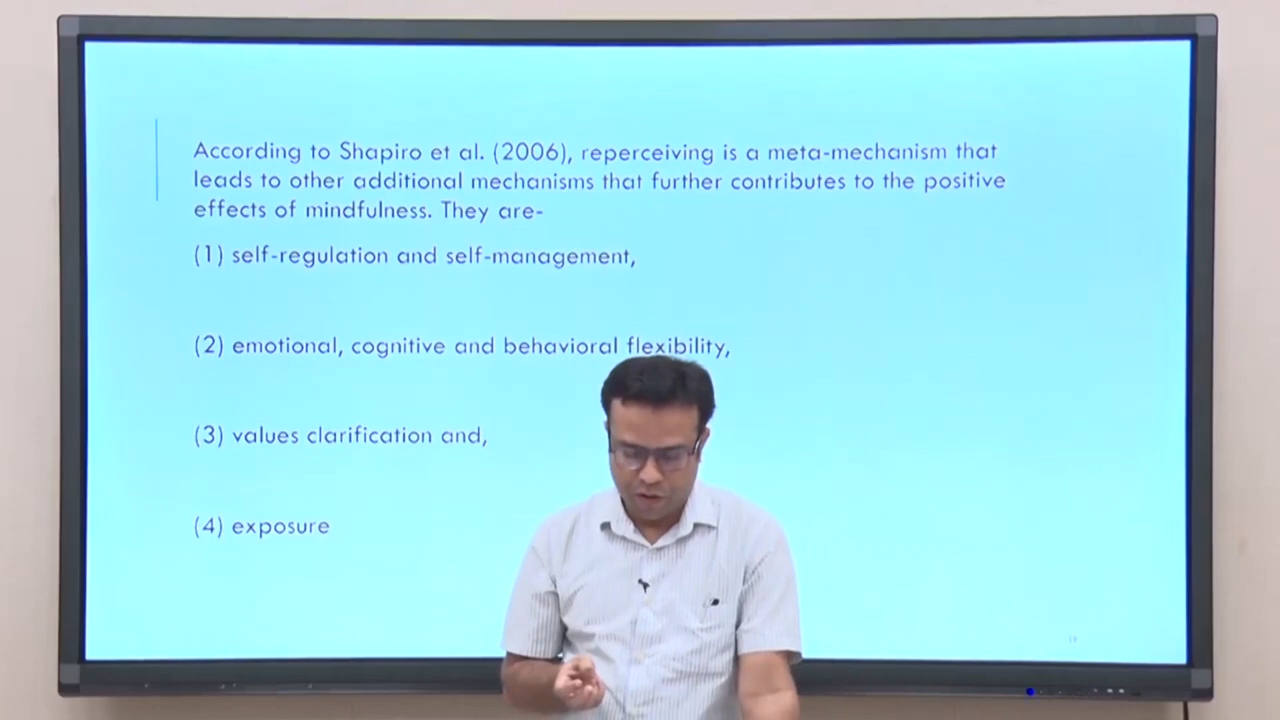 According to Shapiro et al. (2006), reperceiving is a meta-mechanism that
leads to other additional mechanisms that further contributes to the positive
effects of mindfulness. They are-
(1) self-regulation and self-management,
(2) emotional, cognitive and behavioral flexibility,
(3) values clarification and,
(4) exposure